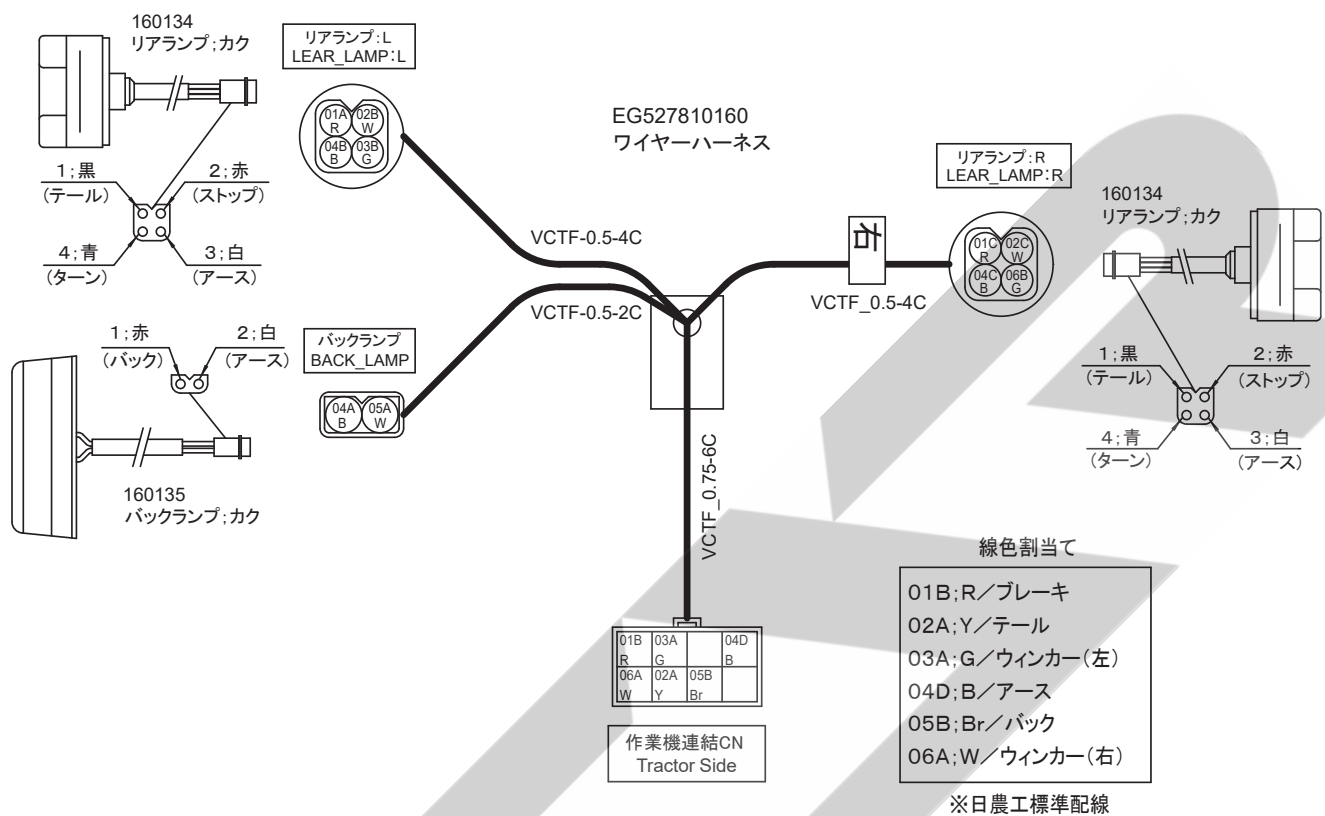 160134
リアランプ;カク
リアランプ:L
LEAR_LAMP:L
01A
R
02B
W
04B
B
03B
G
1;黒
(テール)
2;赤
(ストップ)
4;青
(ターン)
3;白
(アース)
EG527810160
ワイヤーハーネス
リアランプ:R
LEAR_LAMP:R
右
01C
R
02C
W
04C
B
06B
G
160134
リアランプ;カク
1;黒
(テール)
2;赤
(ストップ)
4;青
(ターン)
3;白
(アース)
VCTF-0.5-4C
VCTF-0.5-2C
VCTF_0.5-4C
VCTF_0.75-6C
1;赤
(バック)
2;白
(アース)
バックランプ
BACK_LAMP
04A
B
05A
W
160135
バックランプ;カク
01B
R
03A
G
04D
B
06A
W
02A
Y
05B
Br
作業機連結CN
Tractor Side
線色割当て
01B;R/ブレーキ
02A;Y/テール
03A;G/ウィンカー(左)
04D;B/アース
05B;Br/バック
06A;W/ウィンカー(右)
※日農工標準配線